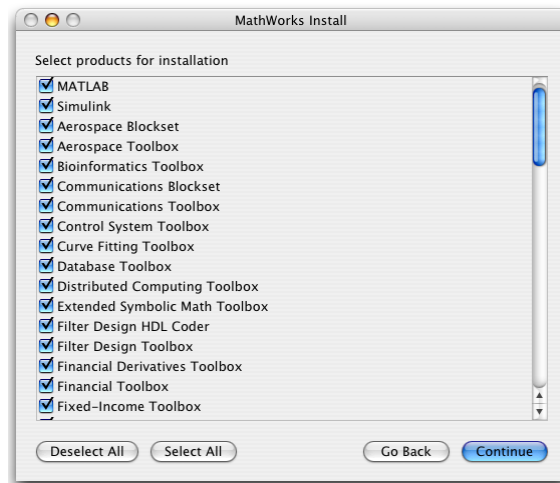 MathWorks Install
Select products for installation
MATLAB
Simulink
Aerospace Blockset
Aerospace Toolbox
Bioinformatics Toolbox
Communications Blockset
Communications Toolbox
Control System Toolbox
Curve Fitting Toolbox
Database Toolbox
Distributed Computing Toolbox
Extended Symbolic Math Toolbox
Filter Design HDL Coder
Filter Design Toolbox
Financial Derivatives Toolbox
Financial Toolbox
Fixed-Income Toolbox
Deselect All Select All Go Back Continue